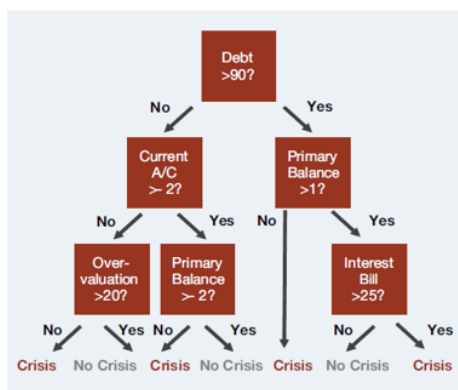 Debt
>90?
No
Yes
Current
A/C
>- 2?
Primary
Balance
>1?
No
Yes
No
Yes
Over-
valuation
>20?
Primary
Balance
>- 2?
Interest
Bill
>25?
No
Yes
No
Yes
No
Yes
Crisis
No Crisis
Crisis
No Crisis
Crisis
No Crisis
Crisis